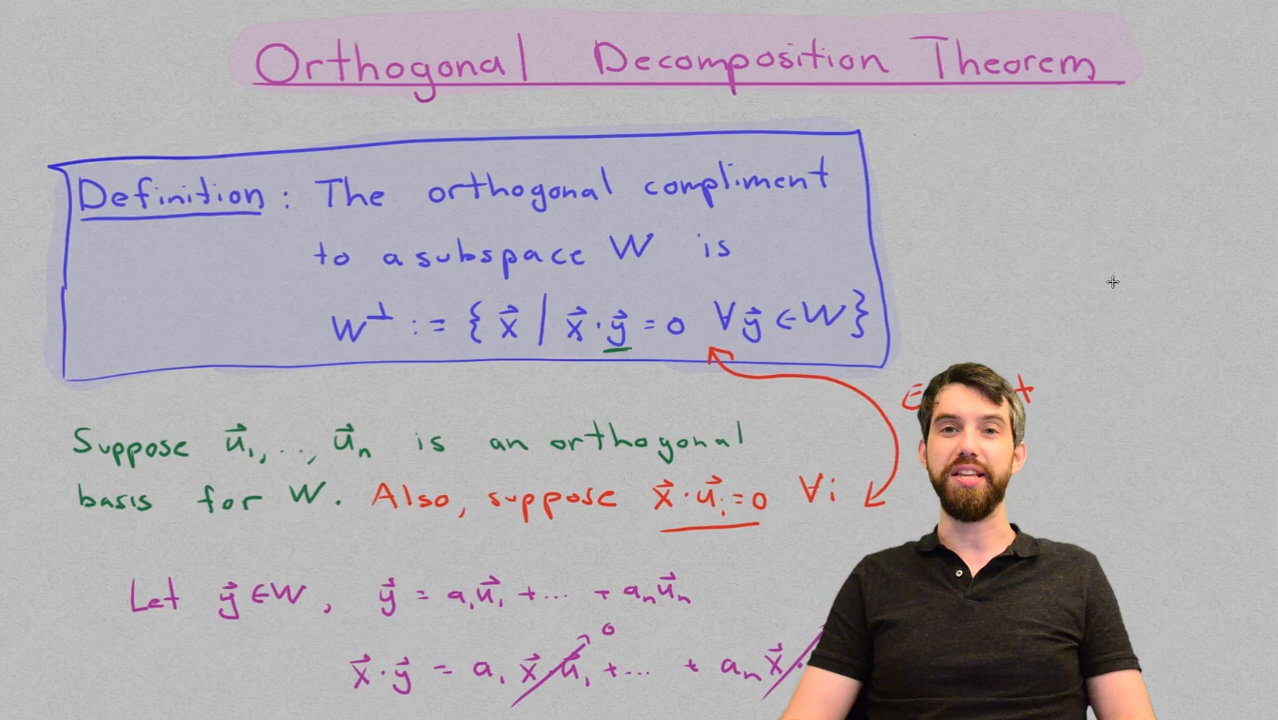 Orthogonal Decomposition Theorem
Definition: The orthogonal compliment
to a subspace W is
W⊥ := { x⃗ | x⃗ · y⃗ = 0 ∀ y⃗ ∈ W }
Suppose u⃗₁, .., u⃗ₙ is an orthogonal
basis for W. Also, suppose x⃗ · u⃗ᵢ = 0 ∀i
Let y⃗ ∈ W, y⃗ = a₁u⃗₁ + ... + aₙu⃗ₙ
0
x⃗ · y⃗ = a₁ x⃗ · u⃗₁ + ... + aₙ x⃗ ·